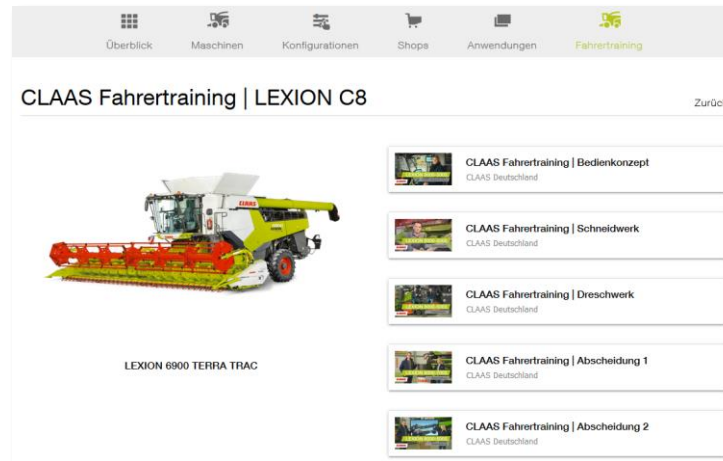 Überblick
Maschinen
Konfigurationen
Shops
Anwendungen
Fahrertraining
CLAAS Fahrertraining | LEXION C8
CLAAS
LEXION 6900 TERRA TRAC
CLAAS Fahrertraining | Bedienkonzept
CLAAS Deutschland
CLAAS Fahrertraining | Schneidwerk
CLAAS Deutschland
CLAAS Fahrertraining | Dreschwerk
CLAAS Deutschland
CLAAS Fahrertraining | Abscheidung 1
CLAAS Deutschland
CLAAS Fahrertraining | Abscheidung 2
CLAAS Deutschland